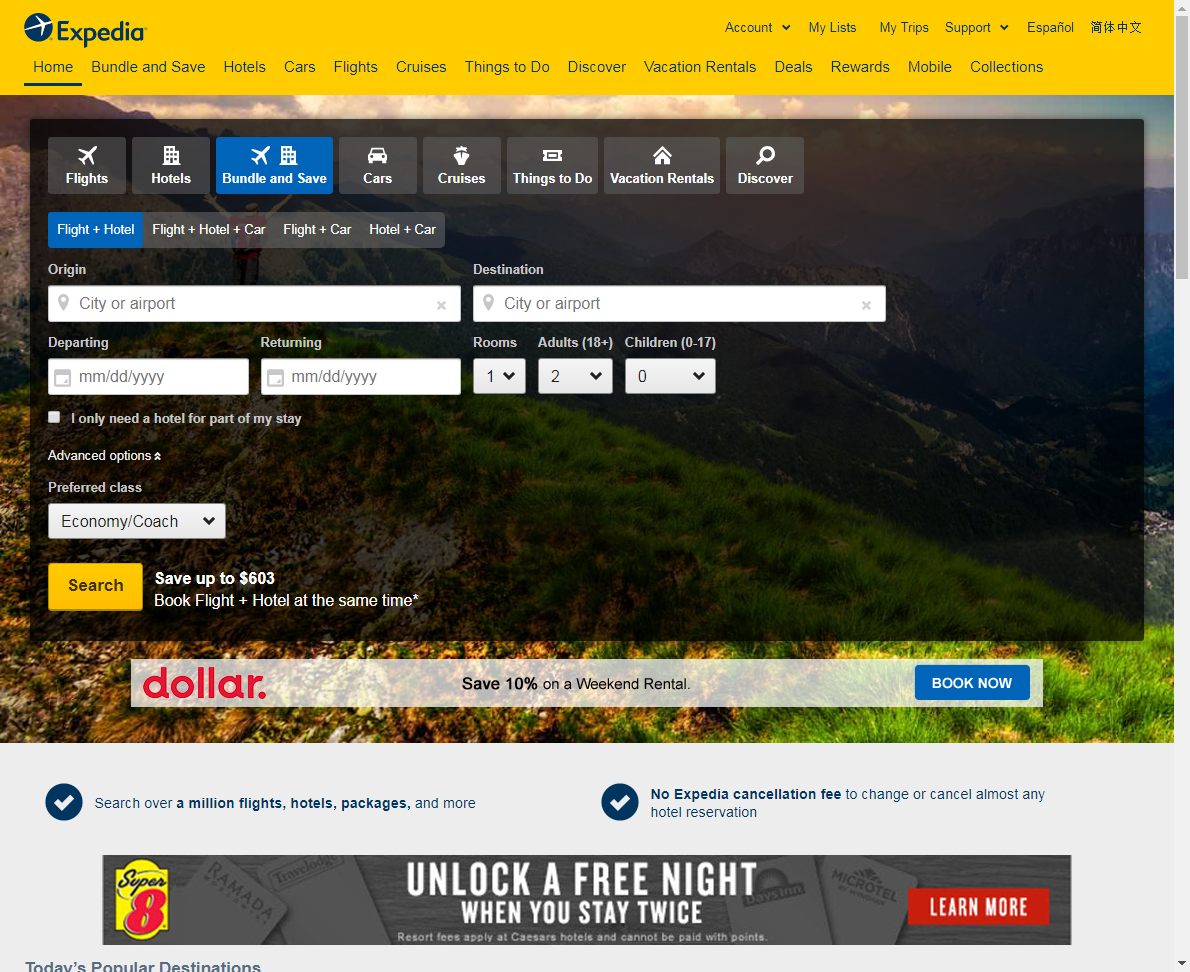 Expedia
Account My Lists My Trips Support Español 简体中文
Home Bundle and Save Hotels Cars Flights Cruises Things to Do Discover Vacation Rentals Deals Rewards Mobile Collections
Flights Hotels Bundle and Save Cars Cruises Things to Do Vacation Rentals Discover
Flight + Hotel Flight + Hotel + Car Flight + Car Hotel + Car
Origin Destination
City or airport × City or airport ×
Departing Returning Rooms Adults (18+) Children (0-17)
mm/dd/yyyy mm/dd/yyyy 1 2 0
I only need a hotel for part of my stay
Advanced options
Preferred class
Economy/Coach
Search Save up to $603
Book Flight + Hotel at the same time*
dollar. Save 10% on a Weekend Rental. BOOK NOW
Search over a million flights, hotels, packages, and more
No Expedia cancellation fee to change or cancel almost any
hotel reservation
Super 8
RAMADA
Travelodge
UNLOCK A FREE NIGHT
WHEN YOU STAY TWICE
Resort fees apply at Caesars hotels and cannot be paid with points.
Days Inn
MICROTEL
BY WYNDHAM
LEARN MORE
Today's Popular Destinations